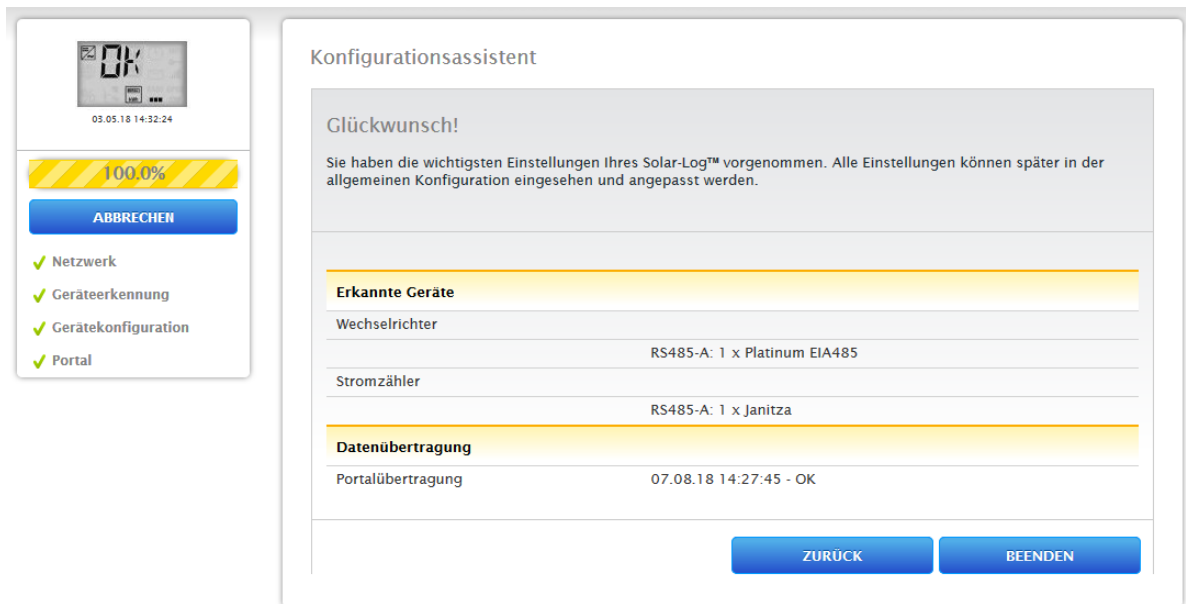 OK
03.05.18 14:32:24
100.0%
ABBRECHEN
Netzwerk
Geräteerkennung
Gerätekonfiguration
Portal
Konfigurationsassistent
Glückwunsch!
Sie haben die wichtigsten Einstellungen Ihres Solar-Log™ vorgenommen. Alle Einstellungen können später in der
allgemeinen Konfiguration eingesehen und angepasst werden.
Erkannte Geräte
Wechselrichter
RS485-A: 1 x Platinum EIA485
Stromzähler
RS485-A: 1 x Janitza
Datenübertragung
Portalübertragung 07.08.18 14:27:45 - OK
ZURÜCK BEENDEN